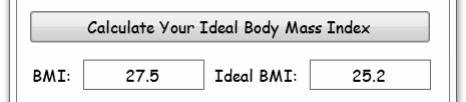 Calculate Your Ideal Body Mass Index
BMI: 27.5 Ideal BMI: 25.2